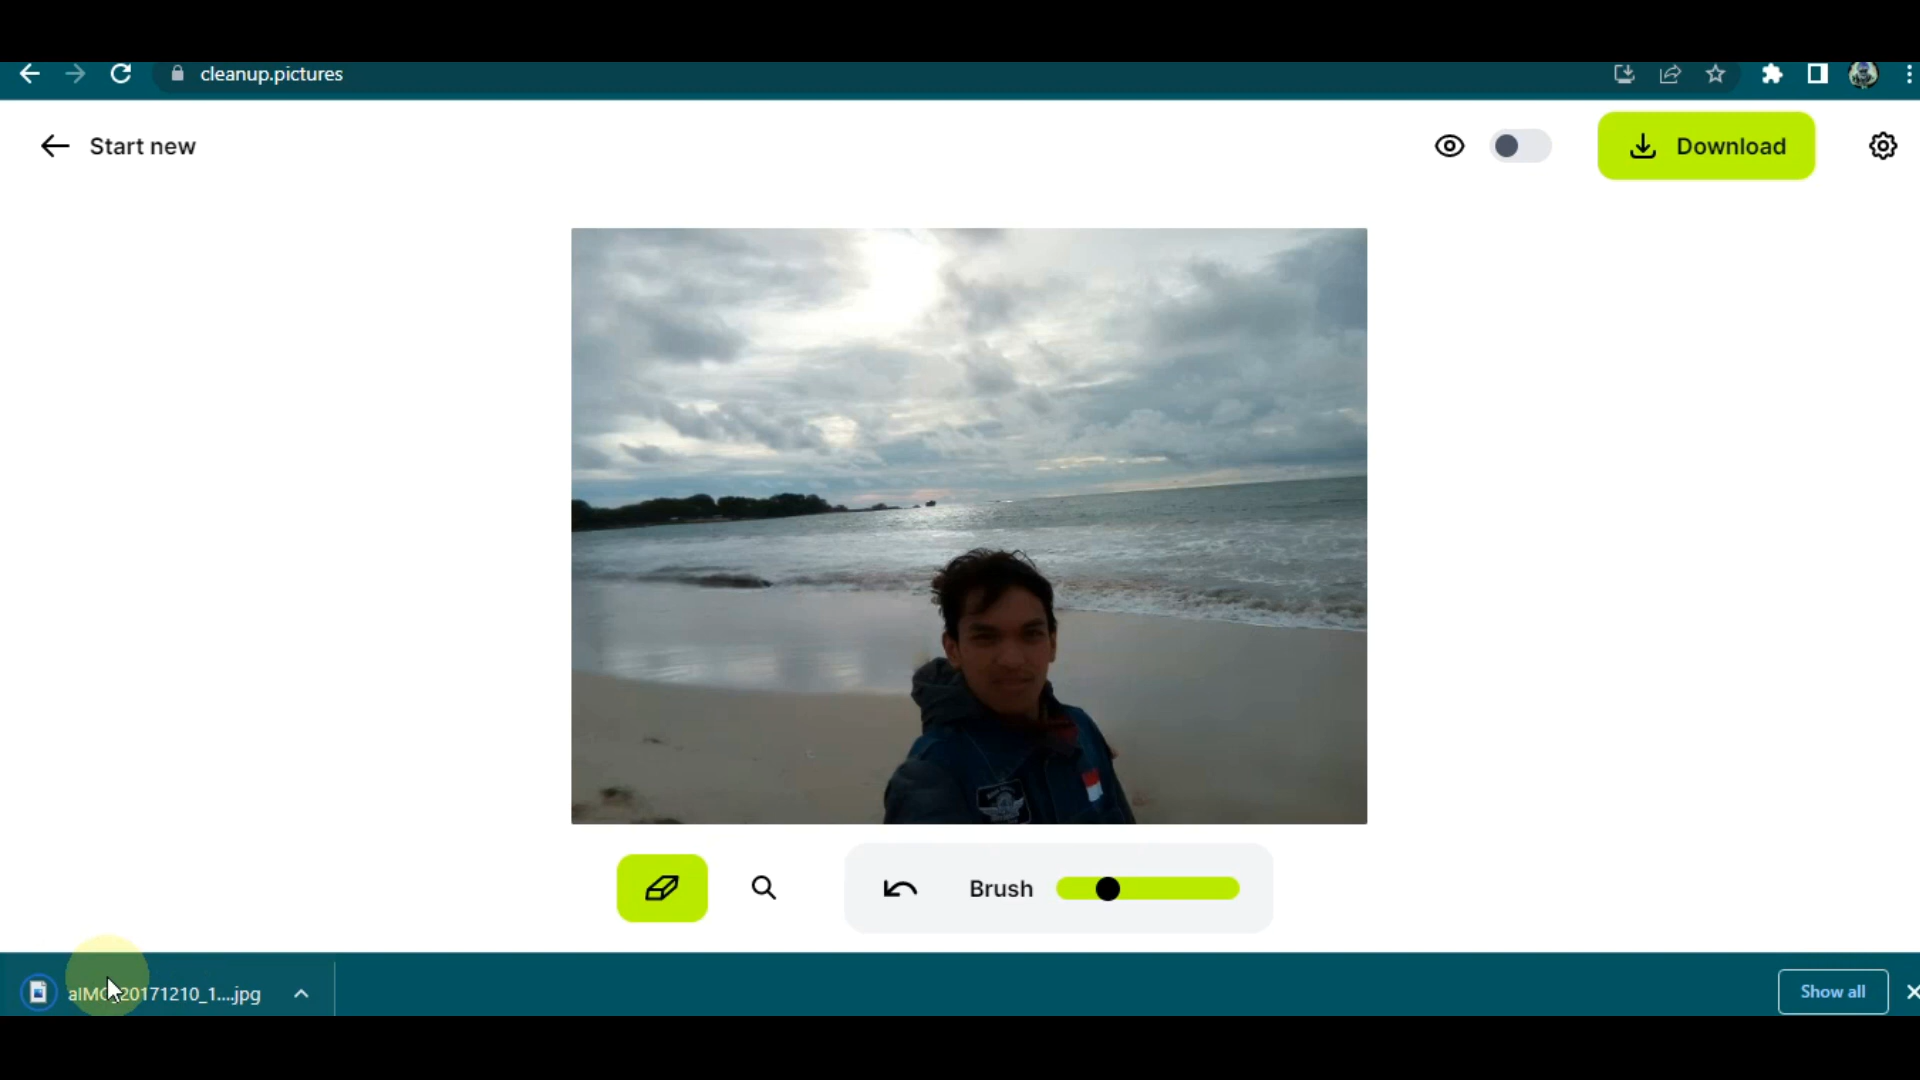 cleanup.pictures
Start new
Download
Brush
20171210_1....jpg
Show all